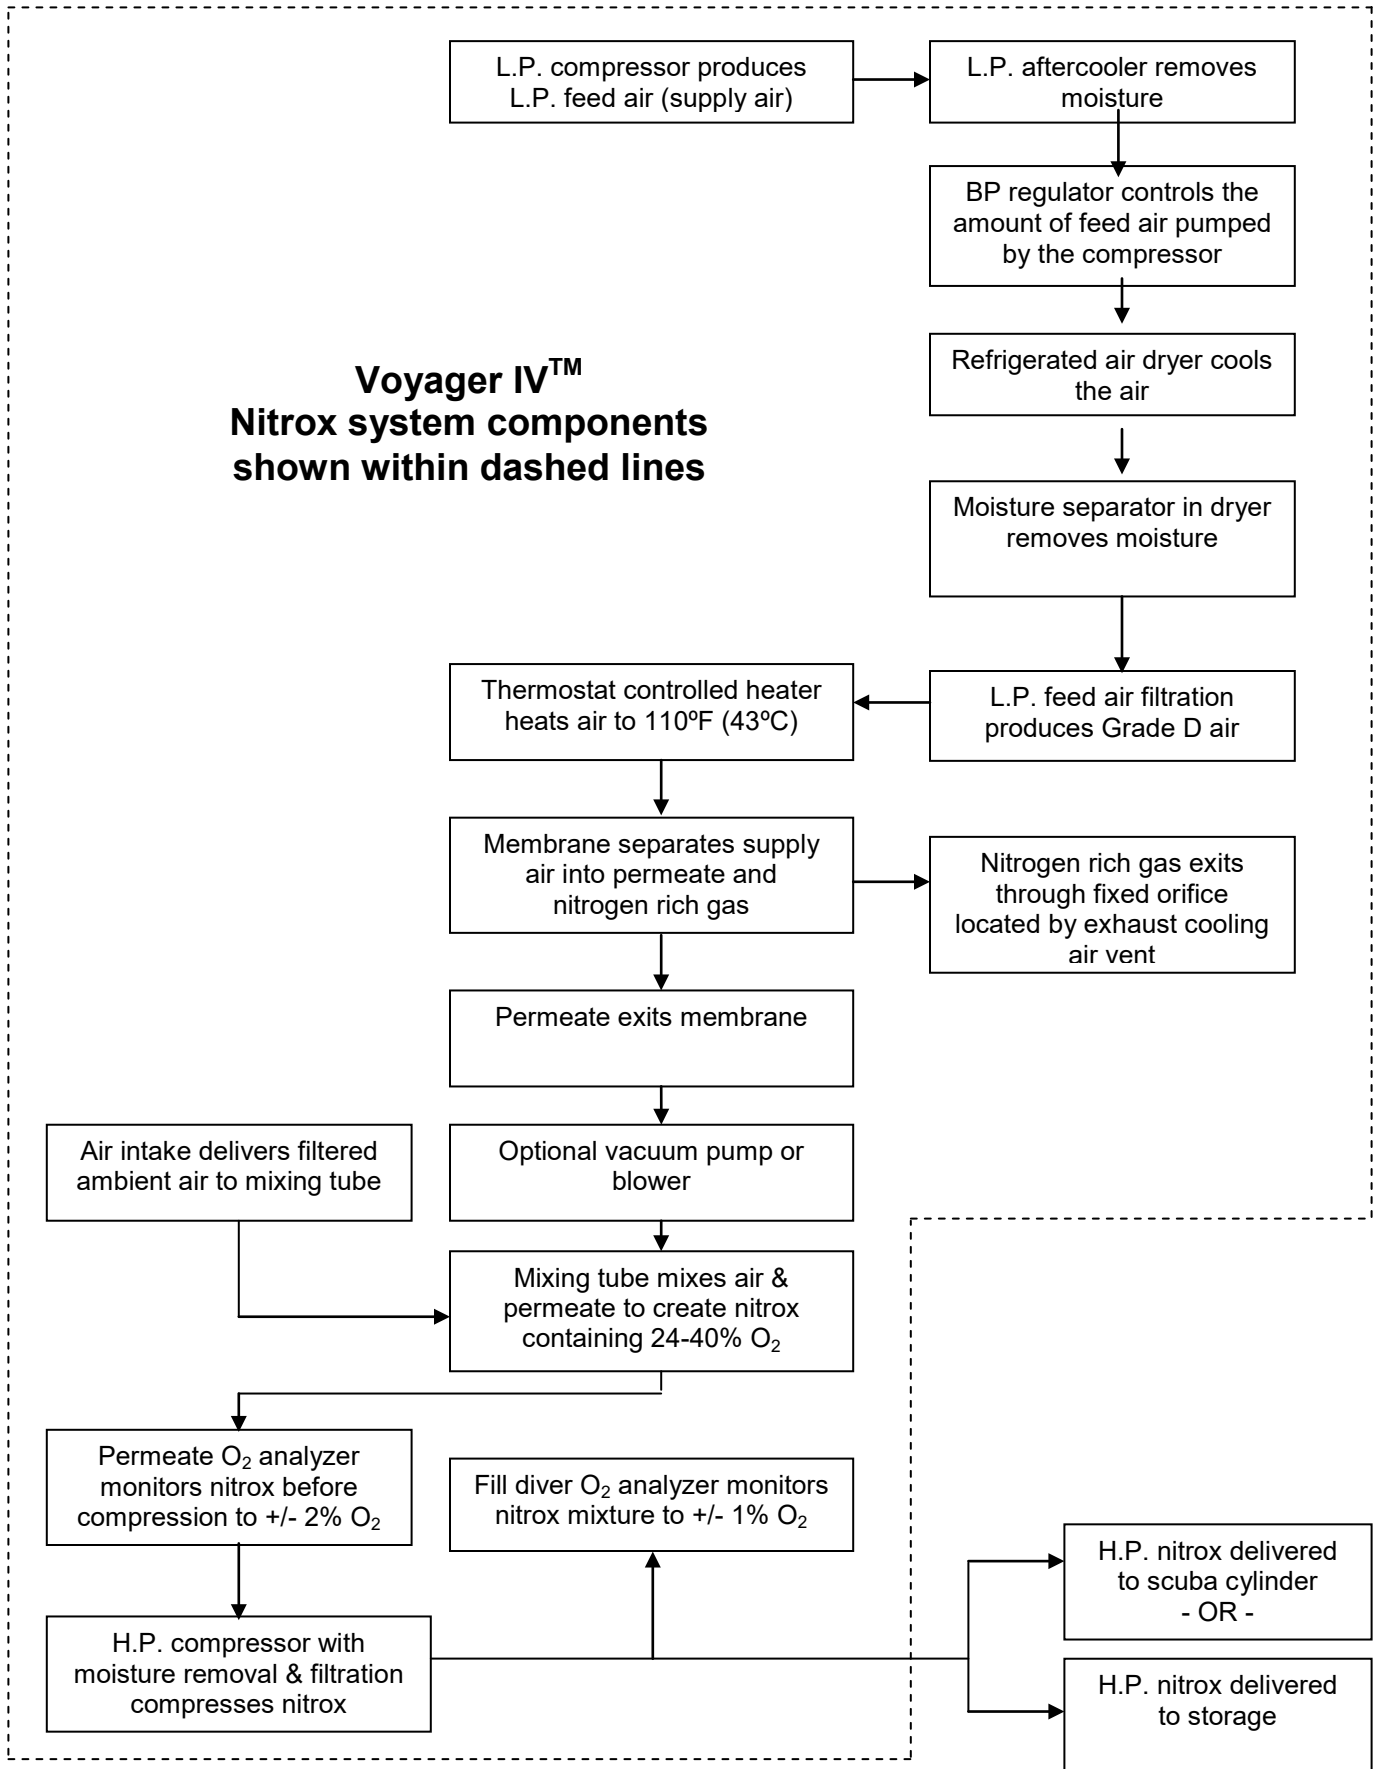 L.P. compressor produces
L.P. feed air (supply air)
L.P. aftercooler removes
moisture
BP regulator controls the
amount of feed air pumped
by the compressor
Refrigerated air dryer cools
the air
Voyager IV™
Nitrox system components
shown within dashed lines
Moisture separator in dryer
removes moisture
L.P. feed air filtration
produces Grade D air
Thermostat controlled heater
heats air to 110ºF (43ºC)
Membrane separates supply
air into permeate and
nitrogen rich gas
Nitrogen rich gas exits
through fixed orifice
located by exhaust cooling
air vent
Permeate exits membrane
Air intake delivers filtered
ambient air to mixing tube
Optional vacuum pump or
blower
Mixing tube mixes air &
permeate to create nitrox
containing 24-40% O₂
Permeate O₂ analyzer
monitors nitrox before
compression to +/- 2% O₂
Fill diver O₂ analyzer monitors
nitrox mixture to +/- 1% O₂
H.P. compressor with
moisture removal & filtration
compresses nitrox
H.P. nitrox delivered
to scuba cylinder
- OR -
H.P. nitrox delivered
to storage